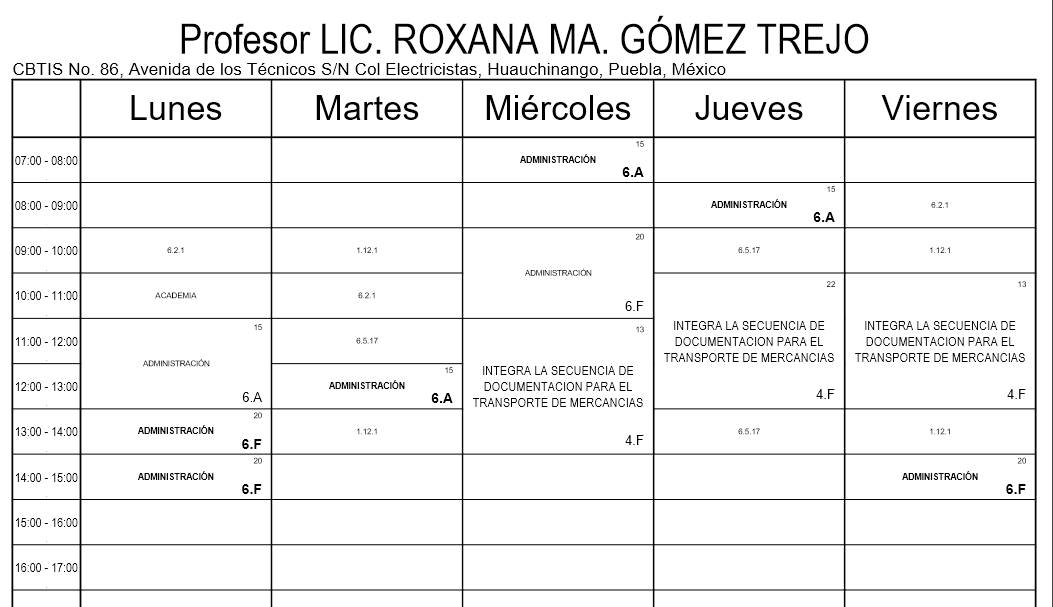 Profesor LIC. ROXANA MA. GÓMEZ TREJO
CBTIS No. 86, Avenida de los Técnicos S/N Col Electricistas, Huauchinango, Puebla, México
Lunes Martes Miércoles Jueves Viernes
07:00 - 08:00
15
ADMINISTRACIÓN
6.A
08:00 - 09:00
15
ADMINISTRACIÓN
6.A
6.2.1
09:00 - 10:00
6.2.1
1.12.1
20
ADMINISTRACIÓN
6.F
6.5.17
1.12.1
10:00 - 11:00
ACADEMIA
6.2.1
22
INTEGRA LA SECUENCIA DE
DOCUMENTACION PARA EL
TRANSPORTE DE MERCANCIAS
4.F
13
INTEGRA LA SECUENCIA DE
DOCUMENTACION PARA EL
TRANSPORTE DE MERCANCIAS
4.F
11:00 - 12:00
15
ADMINISTRACIÓN
6.A
6.5.17
13
INTEGRA LA SECUENCIA DE
DOCUMENTACION PARA EL
TRANSPORTE DE MERCANCIAS
4.F
12:00 - 13:00
15
ADMINISTRACIÓN
6.A
13:00 - 14:00
20
ADMINISTRACIÓN
6.F
1.12.1
6.5.17
1.12.1
14:00 - 15:00
20
ADMINISTRACIÓN
6.F
20
ADMINISTRACIÓN
6.F
15:00 - 16:00
16:00 - 17:00